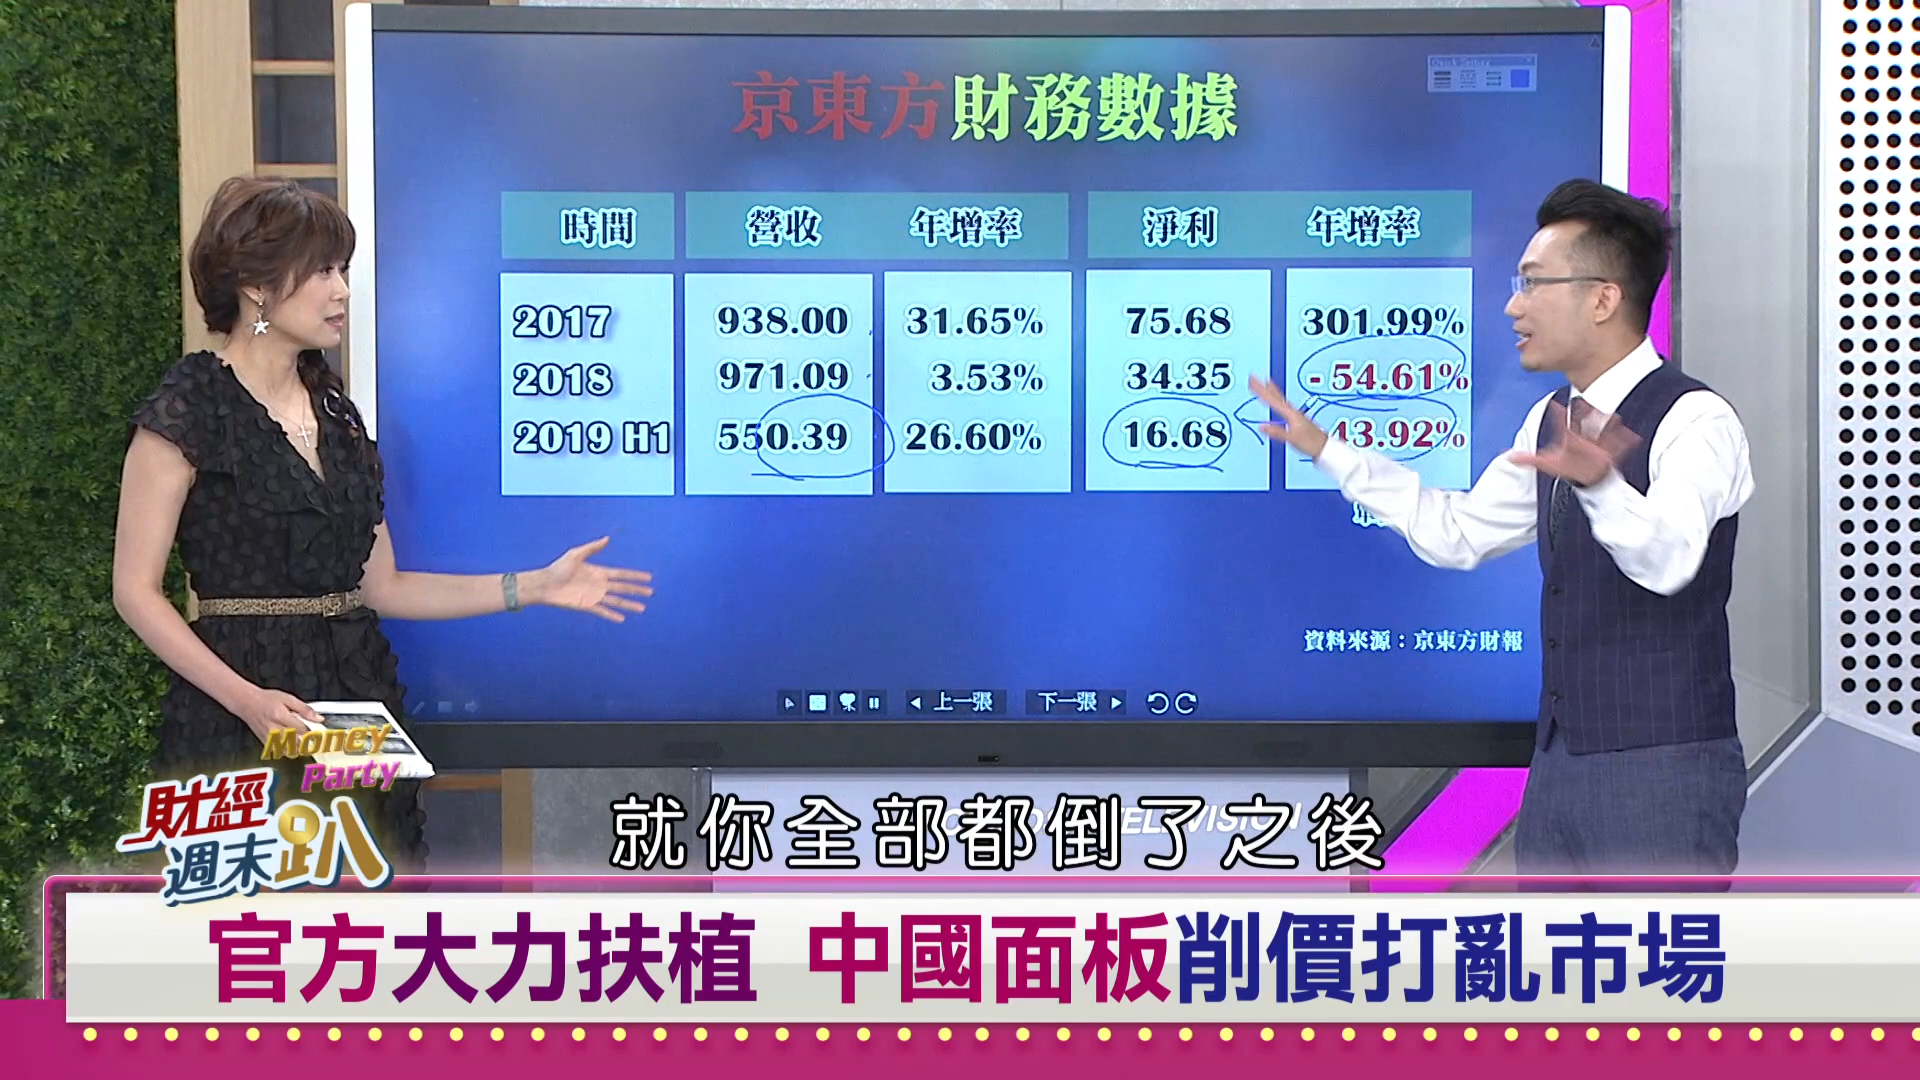 京東方財務數據
時間 營收 年增率 淨利 年增率
2017 938.00 31.65% 75.68 301.99%
2018 971.09 3.53% 34.35 -54.61%
2019 H1 550.39 26.60% 16.68 43.92%
資料來源：京東方財報
上一張 下一張
Money
Party
財經
週末趴
就你全部都倒了之後
官方大力扶植 中國面板削價打亂市場